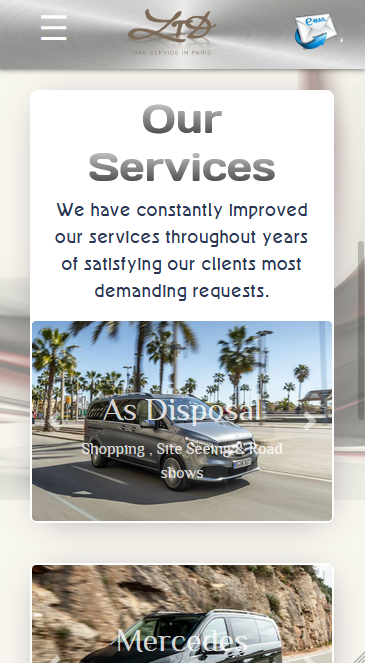 LTD
CAR SERVICE IN PARIS
e-MAIL
Our
Services
We have constantly improved
our services throughout years
of satisfying our clients most
demanding requests.
As Disposal
Shopping , Site Seeing & Road
shows
Mercedes